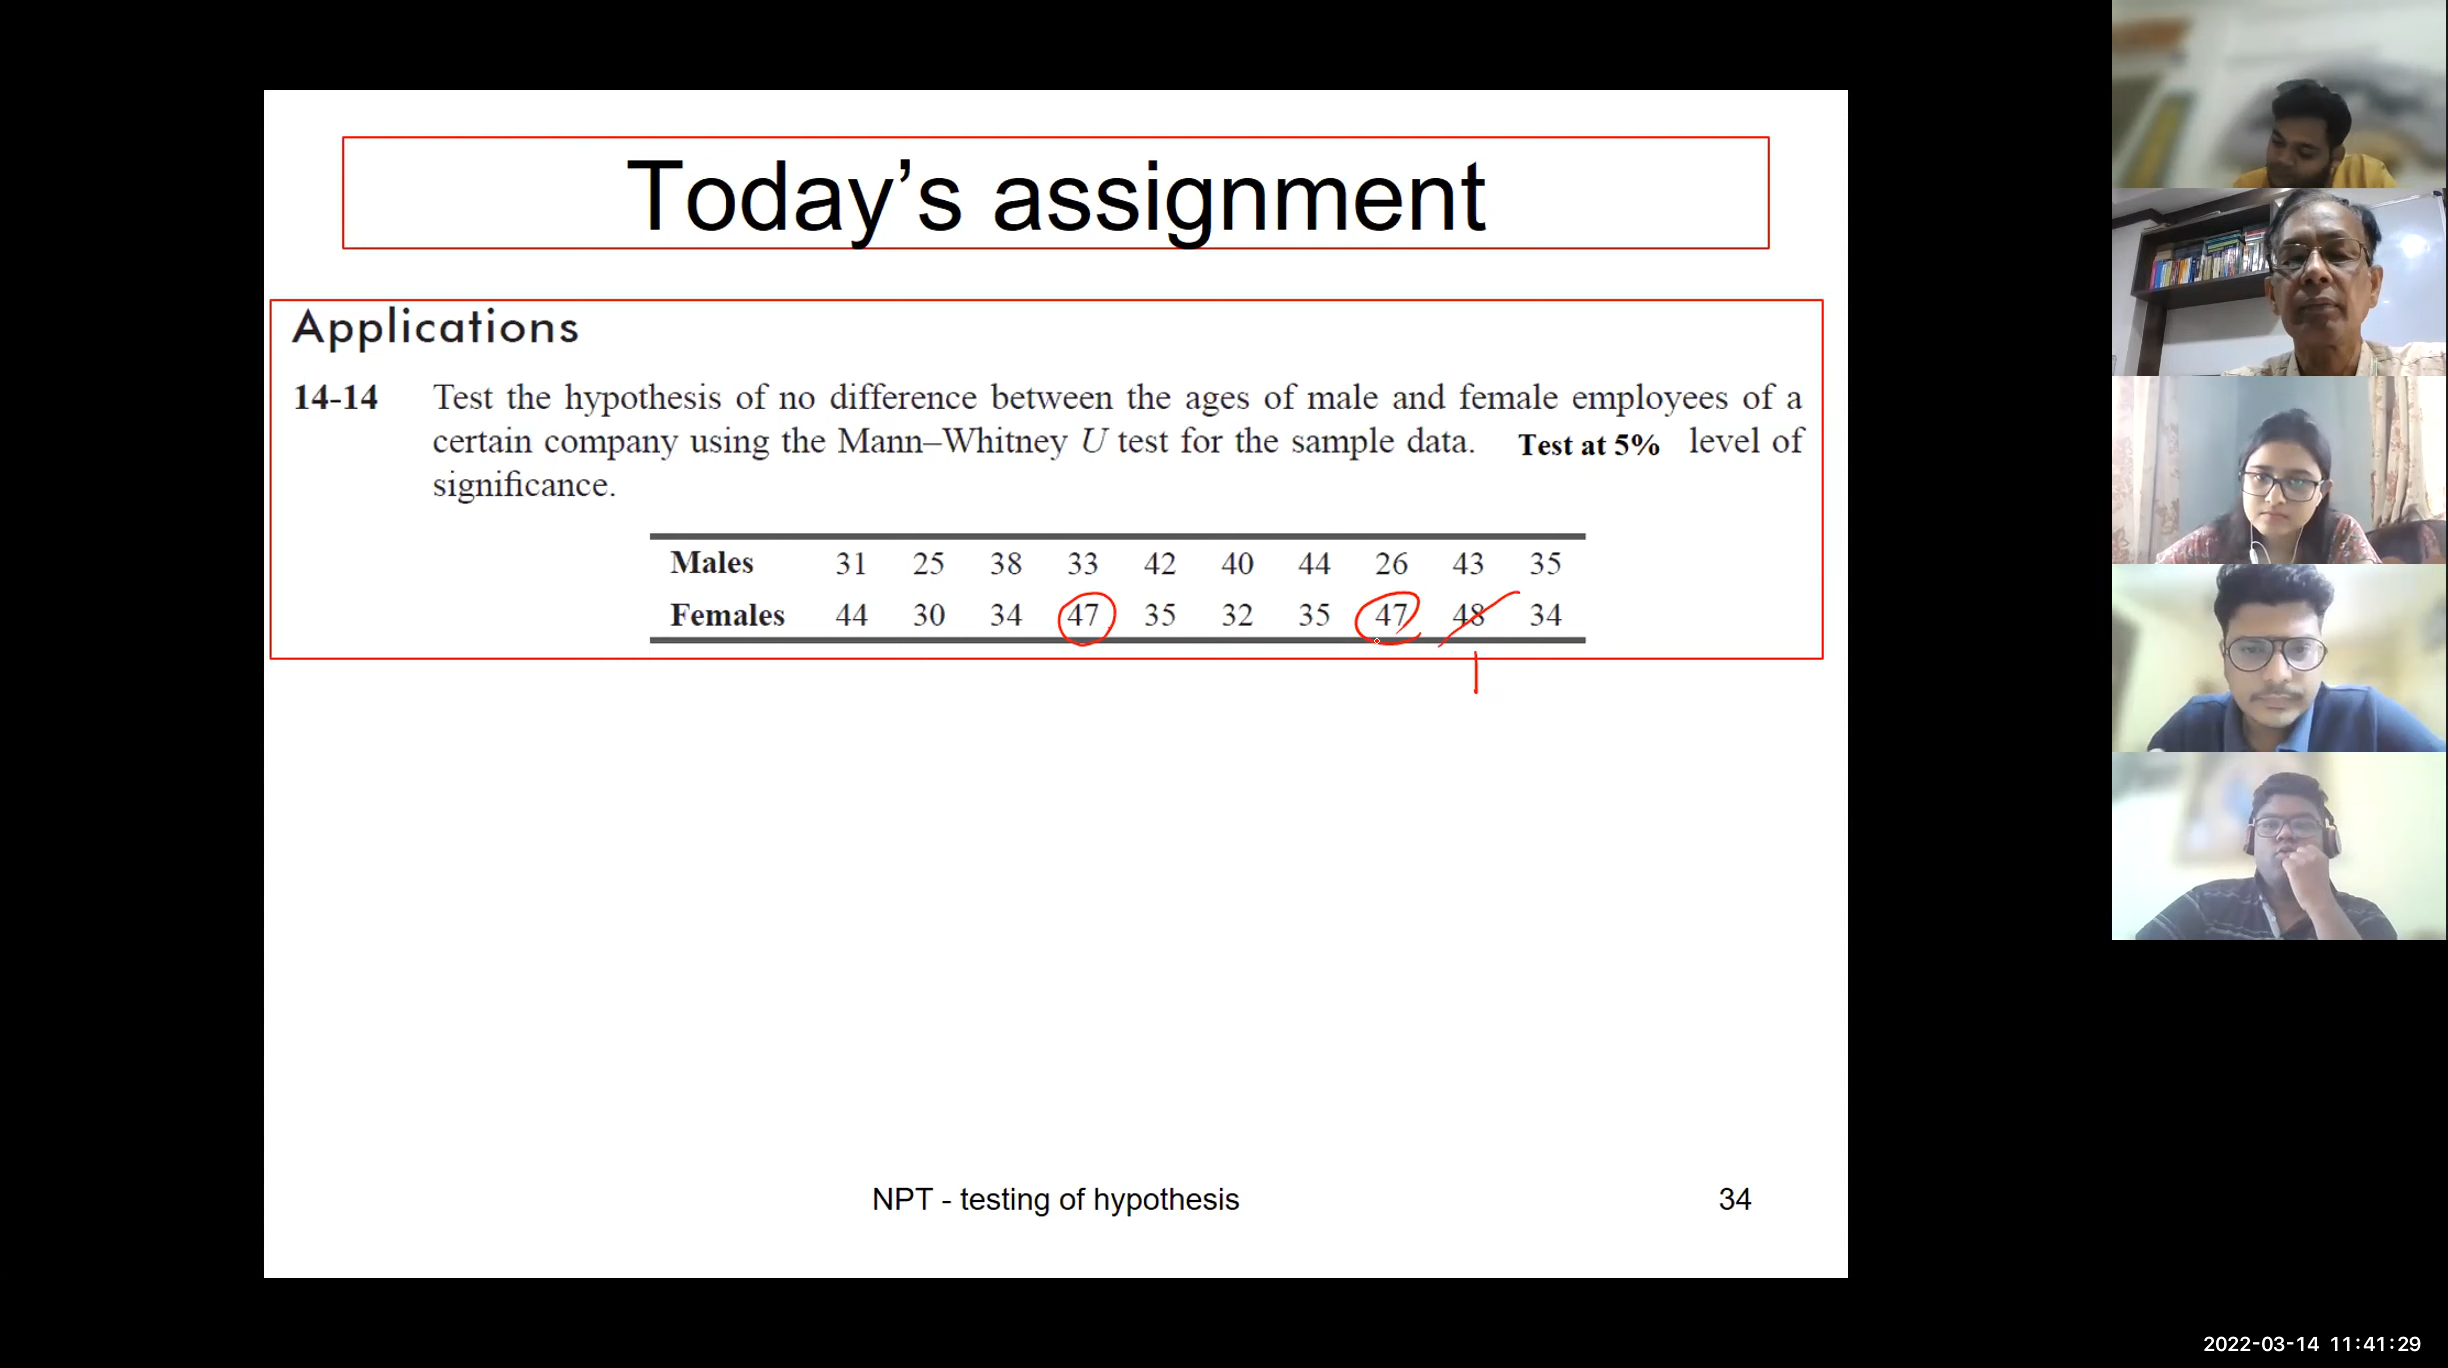 Today’s assignment
Applications
14-14 Test the hypothesis of no difference between the ages of male and female employees of a
certain company using the Mann–Whitney U test for the sample data. Test at 5% level of
significance.
Males 31 25 38 33 42 40 44 26 43 35
Females 44 30 34 47 35 32 35 47 48 34
1
NPT - testing of hypothesis 34
2022-03-14 11:41:29